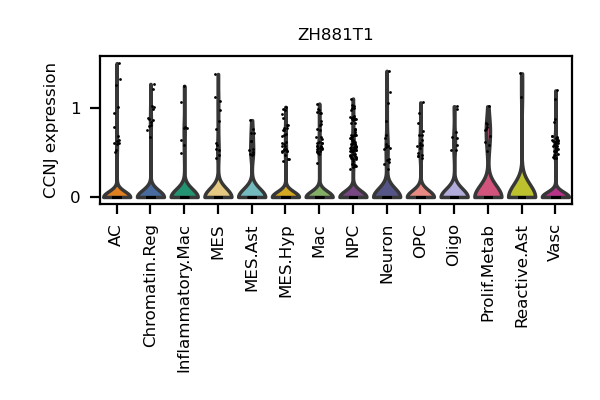 ZH881T1
CCNJ expression
1
0
AC
Chromatin.Reg
Inflammatory.Mac
MES
MES.Ast
MES.Hyp
Mac
NPC
Neuron
OPC
Oligo
Prolif.Metab
Reactive.Ast
Vasc